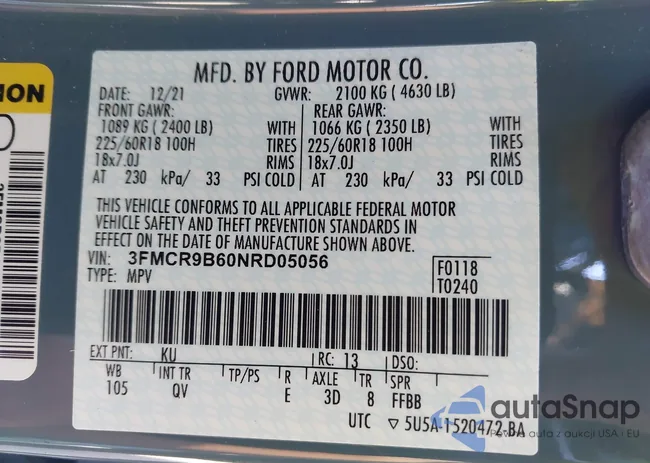 MFD. BY FORD MOTOR CO.
DATE: 12/21 GVWR: 2100 KG ( 4630 LB)
FRONT GAWR: REAR GAWR:
1089 KG ( 2400 LB) WITH 1066 KG ( 2350 LB) WITH
225/60R18 100H TIRES 225/60R18 100H TIRES
18x7.0J RIMS 18x7.0J RIMS
AT 230 kPa/ 33 PSI COLD AT 230 kPa/ 33 PSI COLD
THIS VEHICLE CONFORMS TO ALL APPLICABLE FEDERAL MOTOR
VEHICLE SAFETY AND THEFT PREVENTION STANDARDS IN
EFFECT ON THE DATE OF MANUFACTURE SHOWN ABOVE.
VIN: 3FMCR9B60NRD05056 F0118
TYPE: MPV T0240
EXT PNT: KU RC: 13 DSO:
WB INT TR TP/PS R AXLE TR SPR
105 QV E 3D 8 FFBB
UTC ▽ 5U5A-1520472-BA
autaSnap
Pewne auta z aukcji USA i EU